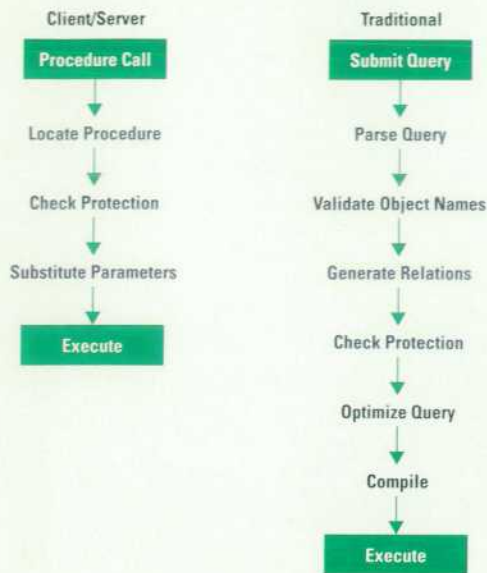 Client/Server
Procedure Call
Locate Procedure
Check Protection
Substitute Parameters
Execute
Traditional
Submit Query
Parse Query
Validate Object Names
Generate Relations
Check Protection
Optimize Query
Compile
Execute